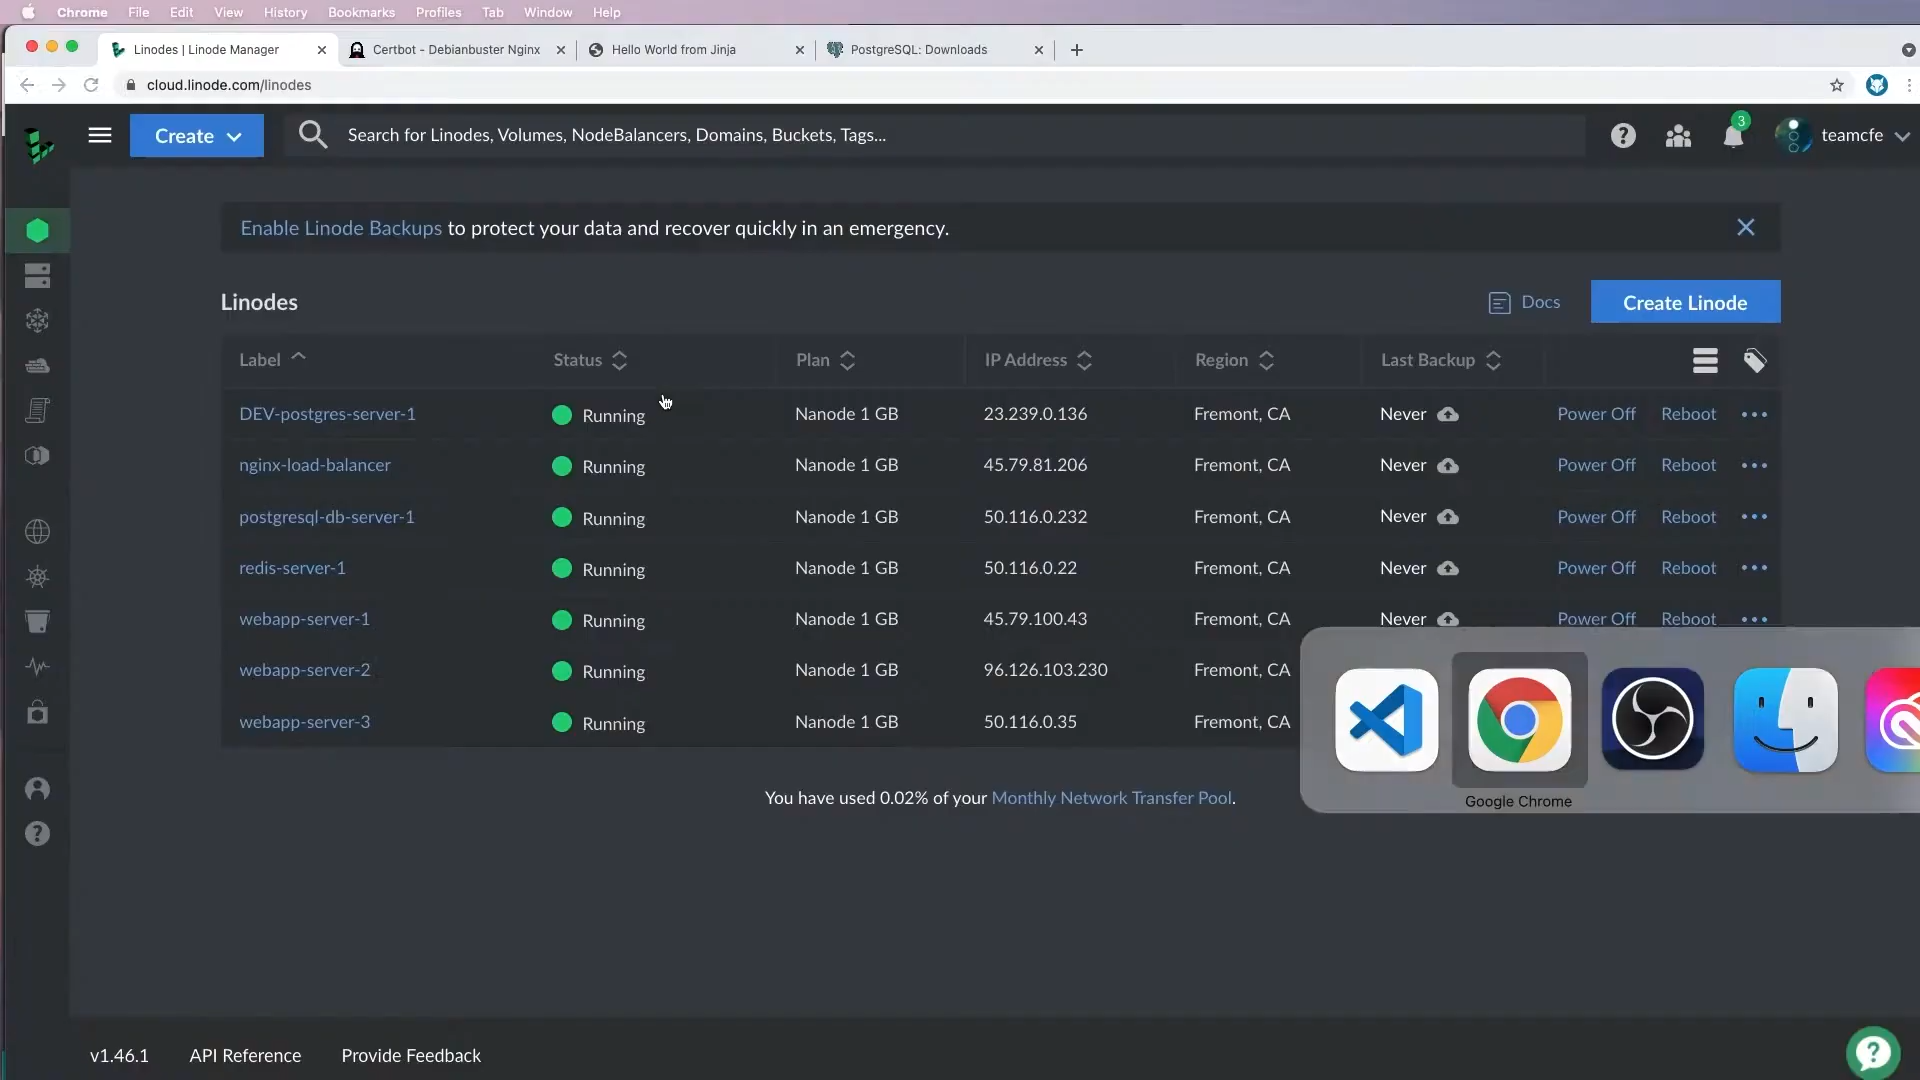 Chrome File Edit View History Bookmarks Profiles Tab Window Help
Linodes | Linode Manager Certbot - Debianbuster Nginx Hello World from Jinja PostgreSQL: Downloads
cloud.linode.com/linodes
Create Search for Linodes, Volumes, NodeBalancers, Domains, Buckets, Tags... 3 teamcfe
Enable Linode Backups to protect your data and recover quickly in an emergency.
Linodes Docs Create Linode
Label Status Plan IP Address Region Last Backup
DEV-postgres-server-1 Running Nanode 1 GB 23.239.0.136 Fremont, CA Never Power Off Reboot
nginx-load-balancer Running Nanode 1 GB 45.79.81.206 Fremont, CA Never Power Off Reboot
postgresql-db-server-1 Running Nanode 1 GB 50.116.0.232 Fremont, CA Never Power Off Reboot
redis-server-1 Running Nanode 1 GB 50.116.0.22 Fremont, CA Never Power Off Reboot
webapp-server-1 Running Nanode 1 GB 45.79.100.43 Fremont, CA Never Power Off Reboot
webapp-server-2 Running Nanode 1 GB 96.126.103.230 Fremont, CA
webapp-server-3 Running Nanode 1 GB 50.116.0.35 Fremont, CA
You have used 0.02% of your Monthly Network Transfer Pool.
Google Chrome
v1.46.1 API Reference Provide Feedback